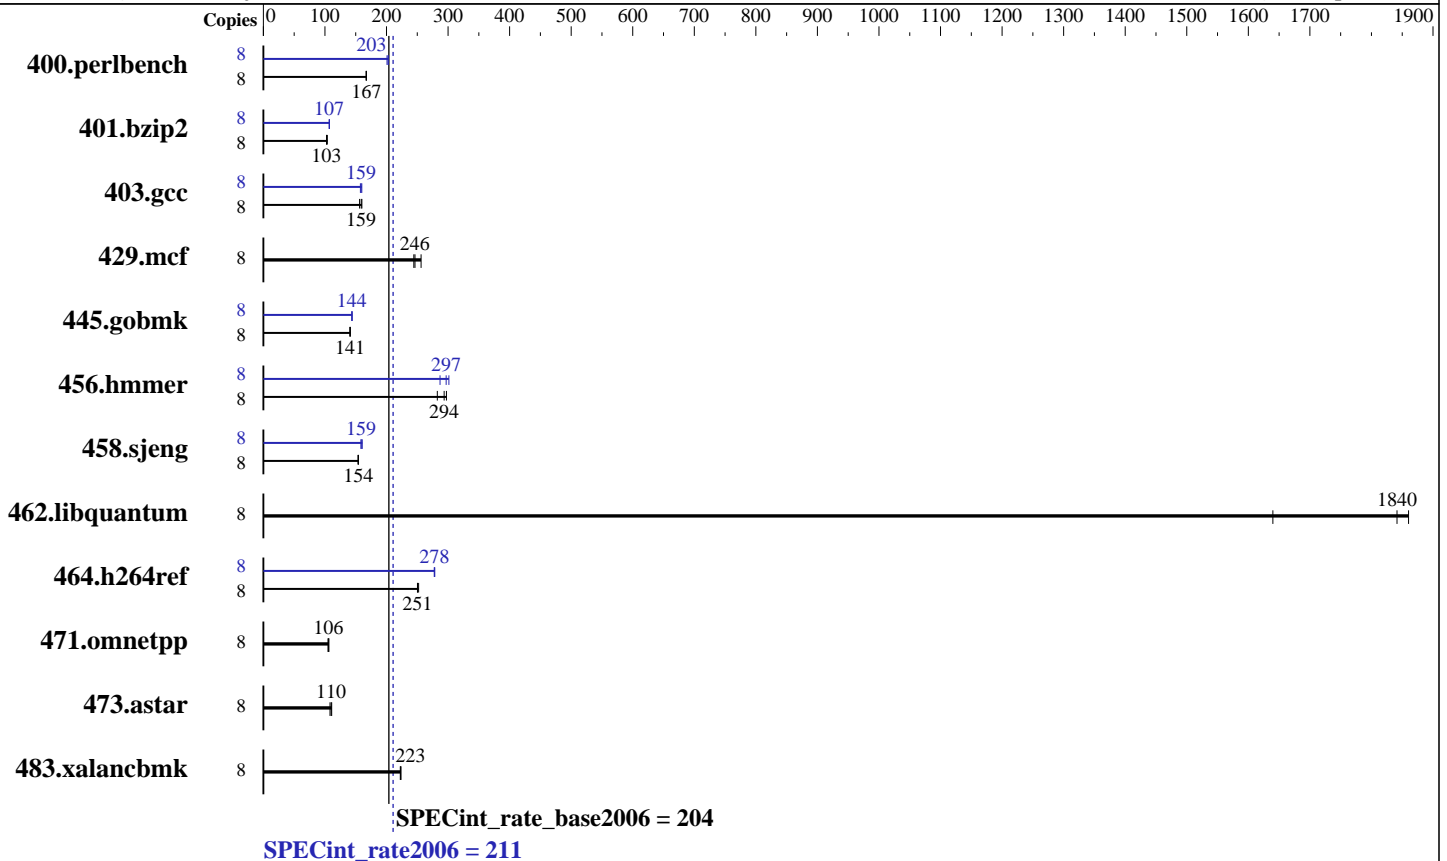 Copies 0 100 200 300 400 500 600 700 800 900 1000 1100 1200 1300 1400 1500 1600 1700 1900
400.perlbench 8 203
8 167
401.bzip2 8 107
8 103
403.gcc 8 159
8 159
429.mcf 8 246
445.gobmk 8 144
8 141
456.hmmer 8 297
8 294
458.sjeng 8 159
8 154
462.libquantum 8 1840
464.h264ref 8 278
8 251
471.omnetpp 8 106
473.astar 8 110
483.xalancbmk 8 223
SPECint_rate_base2006 = 204
SPECint_rate2006 = 211